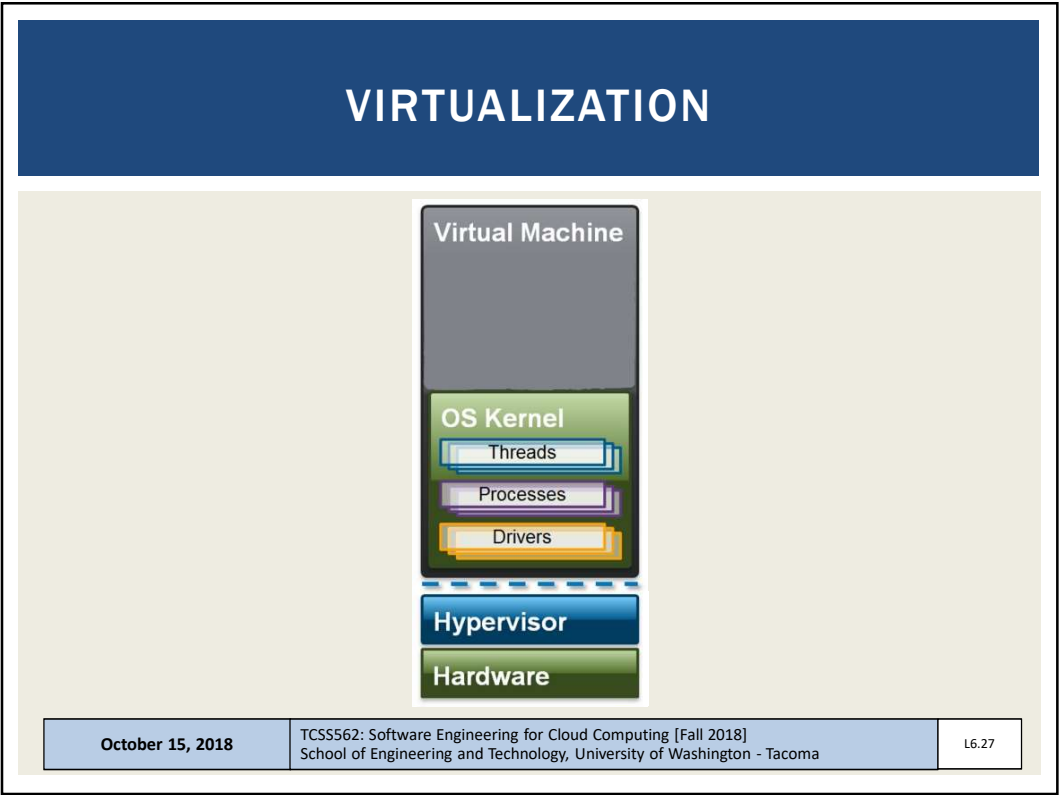 VIRTUALIZATION
Virtual Machine
OS Kernel
Threads
Processes
Drivers
Hypervisor
Hardware
October 15, 2018
TCSS562: Software Engineering for Cloud Computing [Fall 2018]
School of Engineering and Technology, University of Washington - Tacoma
L6.27